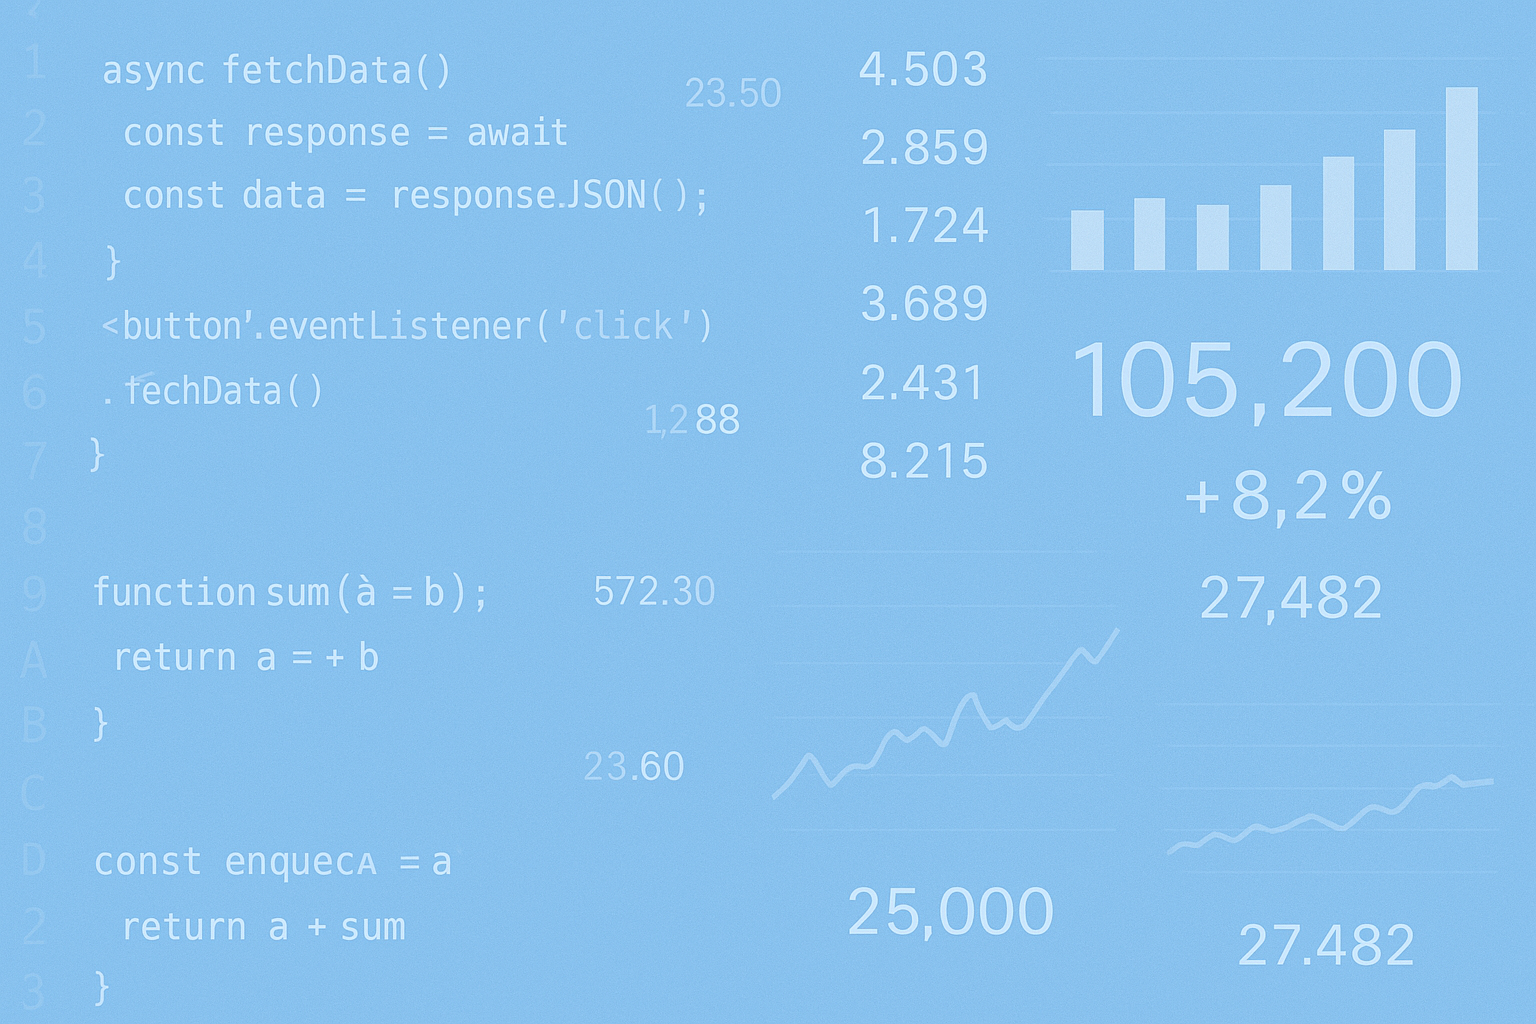 1
async fetchData()
2
const response = await
3
const data = response.JSON();
4
}
5
<button'.eventListener('click')
6
. fechData()
7
}
8
9
function sum(à = b);
A
return a = + b
B
}
C
D
const enquecA = a
2
return a + sum
3
}
23.50
1,288
572.30
23.60
4.503
2.859
1.724
3.689
2.431
8.215
105,200
+8,2%
27,482
25,000
27.482